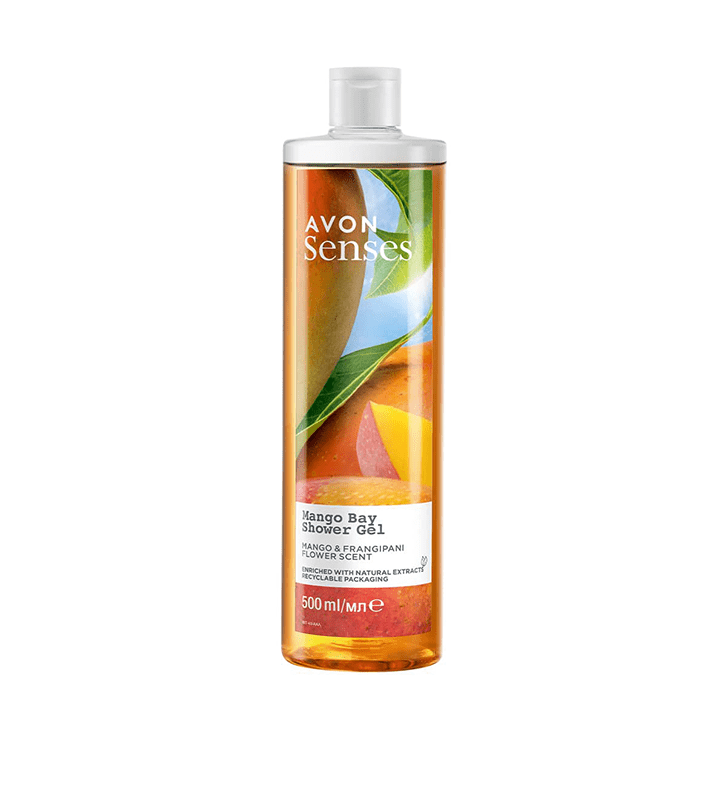 AVON
Senses
Mango Bay
Shower Gel
MANGO & FRANGIPANI
FLOWER SCENT
ENRICHED WITH NATURAL EXTRACTS
RECYCLABLE PACKAGING
500 ml/мл ℮